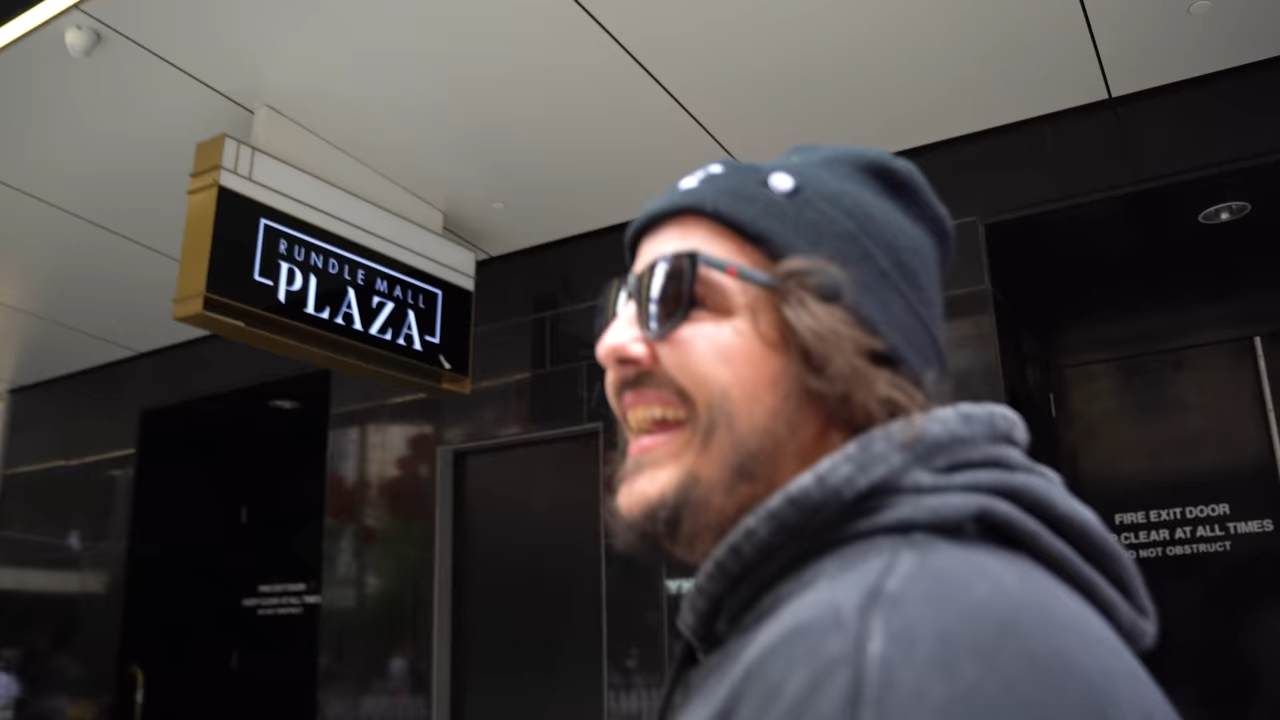 RUNDLE MALL
PLAZA
FIRE EXIT DOOR
CLEAR AT ALL TIMES
DO NOT OBSTRUCT